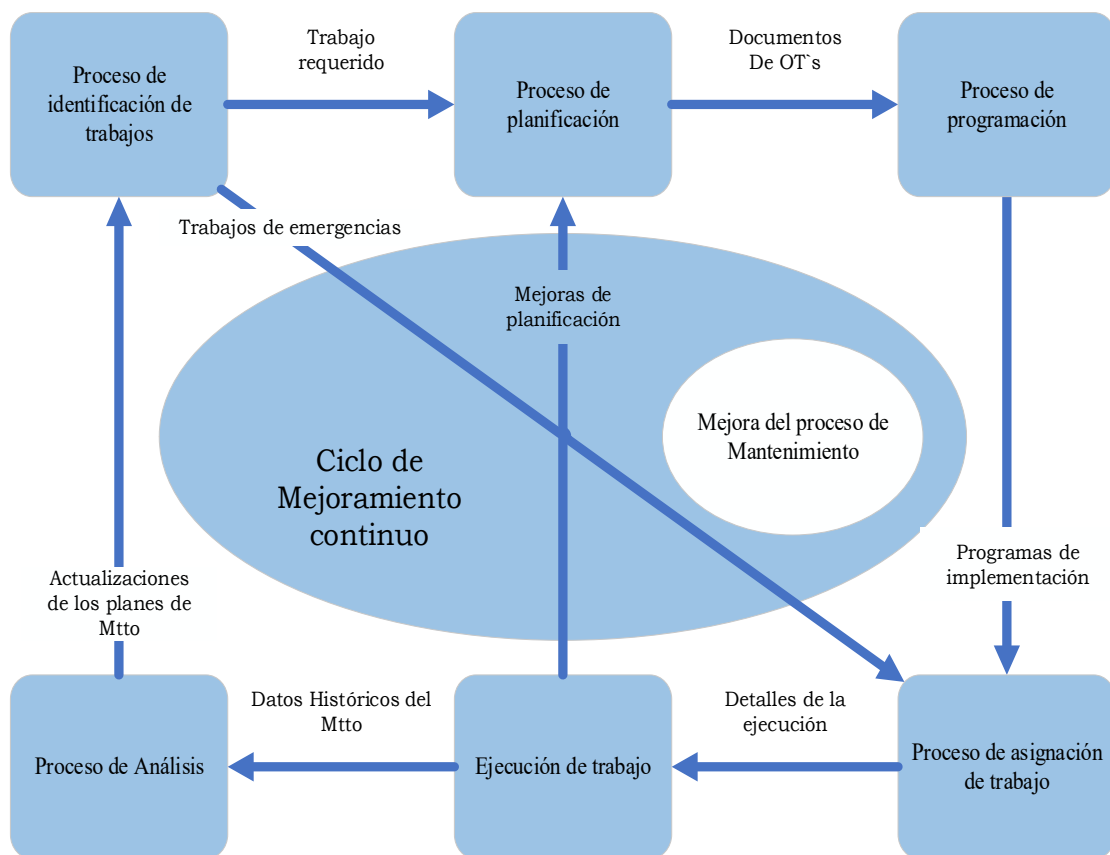 Proceso de
identificación de
trabajos
Trabajo
requerido
Proceso de
planificación
Documentos
De OT`s
Proceso de
programación
Trabajos de emergencias
Mejoras de
planificación
Mejora del proceso de
Mantenimiento
Ciclo de
Mejoramiento
continuo
Programas de
implementación
Actualizaciones
de los planes de
Mtto
Proceso de Análisis
Datos Históricos del
Mtto
Ejecución de trabajo
Detalles de la
ejecución
Proceso de asignación
de trabajo